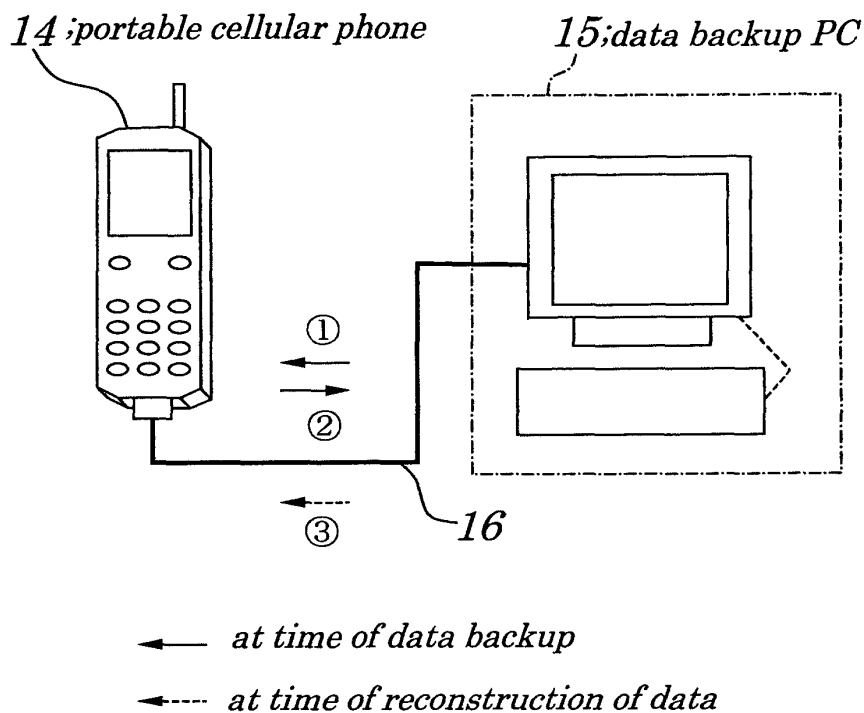 14;portable cellular phone
15;data backup PC
①
②
③
16
at time of data backup
at time of reconstruction of data